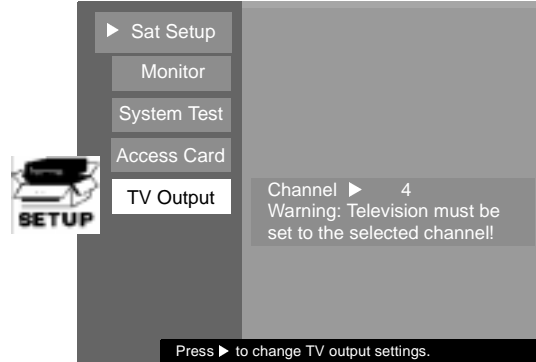 ▶ Sat Setup
Monitor
System Test
Access Card
SETUP
TV Output
Channel ▶ 4
Warning: Television must be
set to the selected channel!
Press ▶ to change TV output settings.